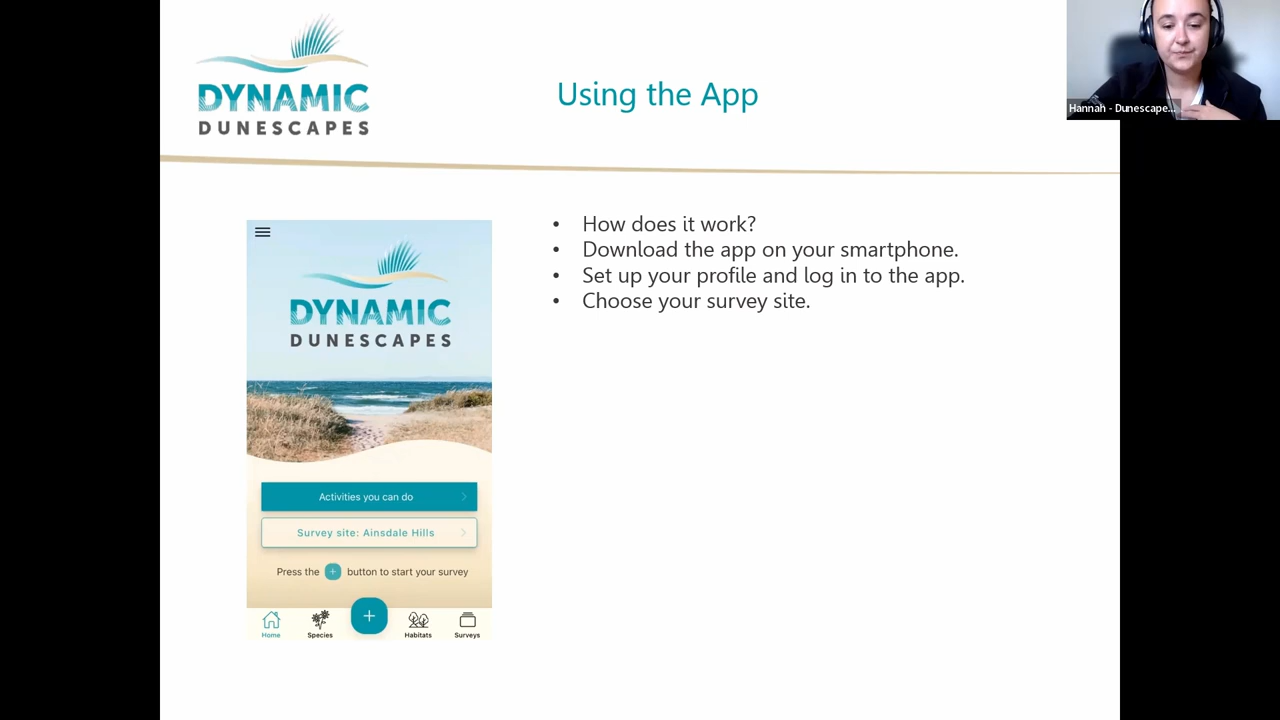 DYNAMIC
DUNESCAPES
Using the App
Hannah - Dunescape...
• How does it work?
• Download the app on your smartphone.
• Set up your profile and log in to the app.
• Choose your survey site.
DYNAMIC
DUNESCAPES
Activities you can do
Survey site: Ainsdale Hills
Press the + button to start your survey
Home Species + Habitats Surveys